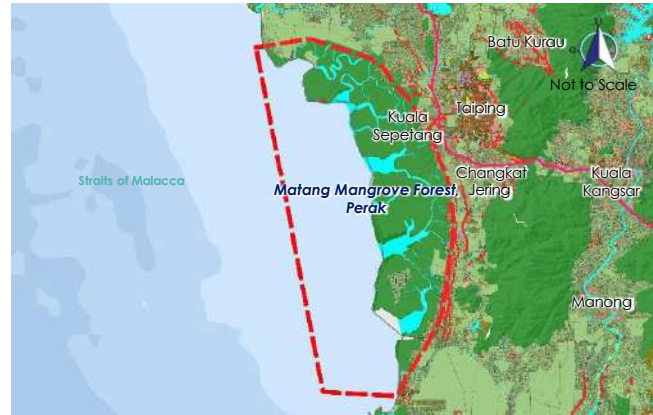 Batu Kurau
Not to Scale
Taiping
Kuala
Sepetang
Changkat
Jering
Kuala
Kangsar
Straits of Malacca
Matang Mangrove Forest,
Perak
Manong